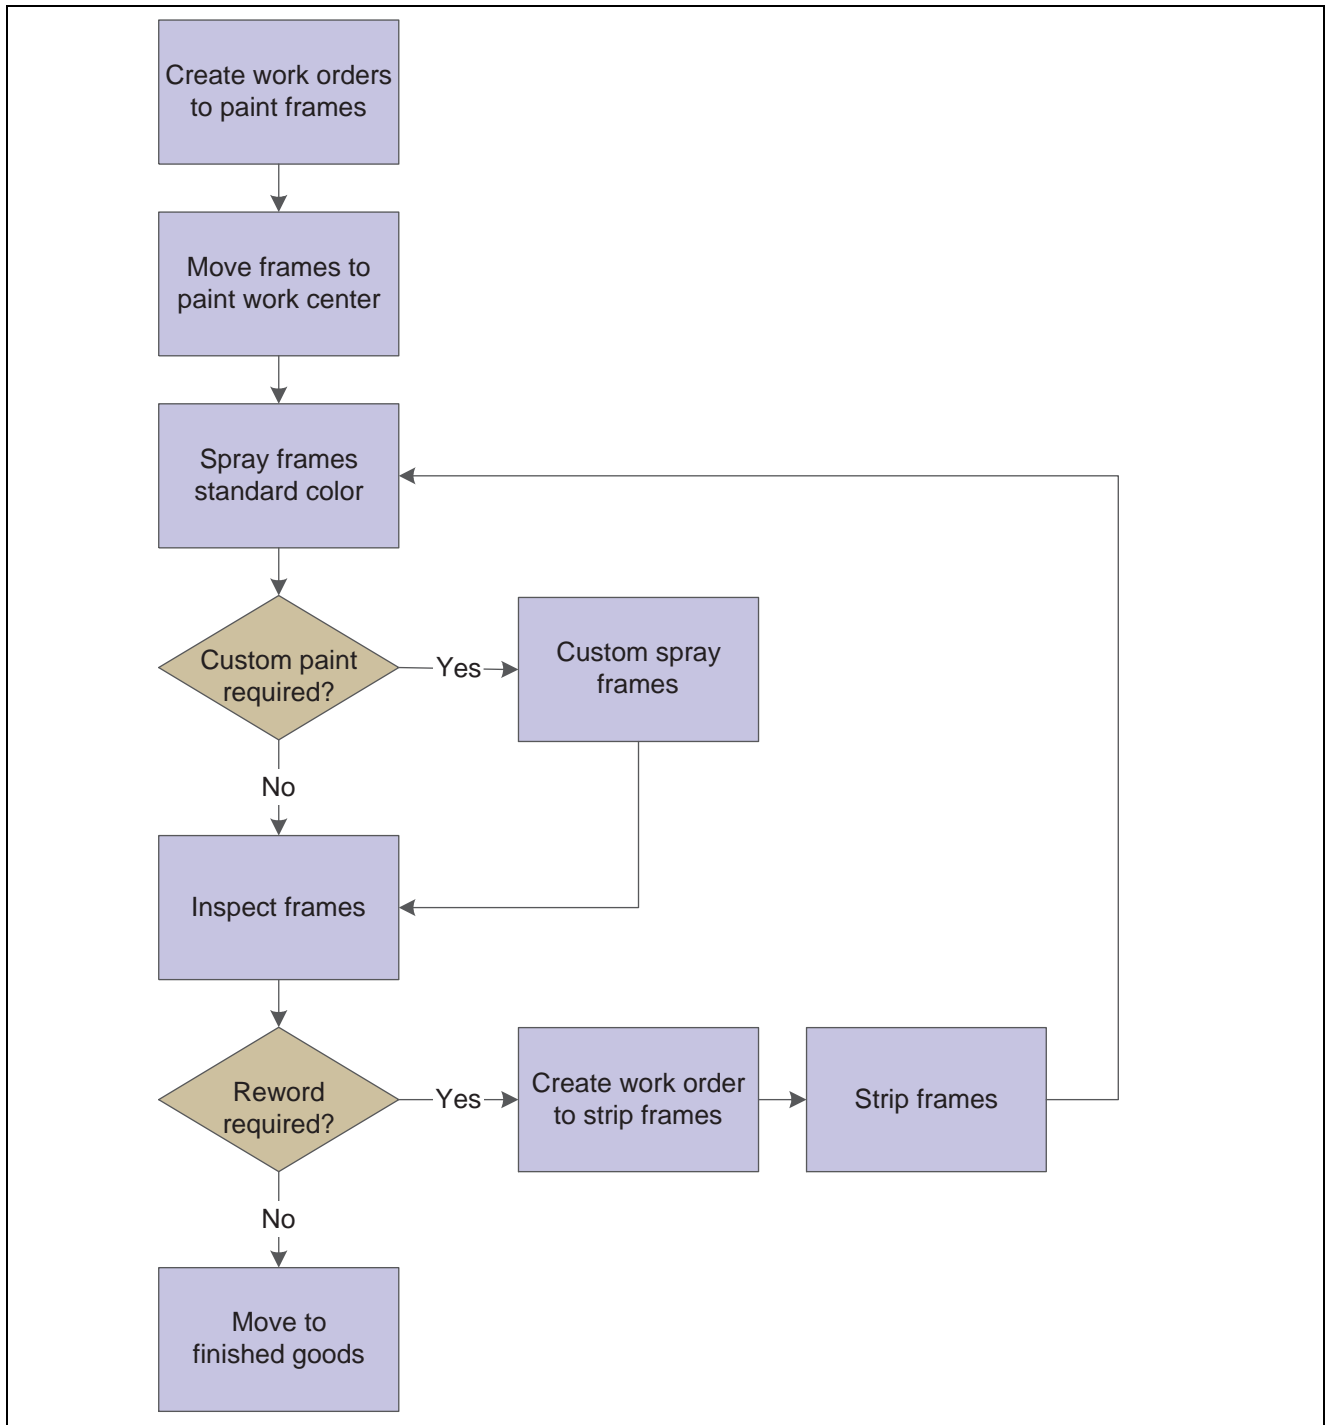 Create work orders
to paint frames
Move frames to
paint work center
Spray frames
standard color
Custom paint
required?
Yes
Custom spray
frames
No
Inspect frames
Reword
required?
Yes
Create work order
to strip frames
Strip frames
No
Move to
finished goods